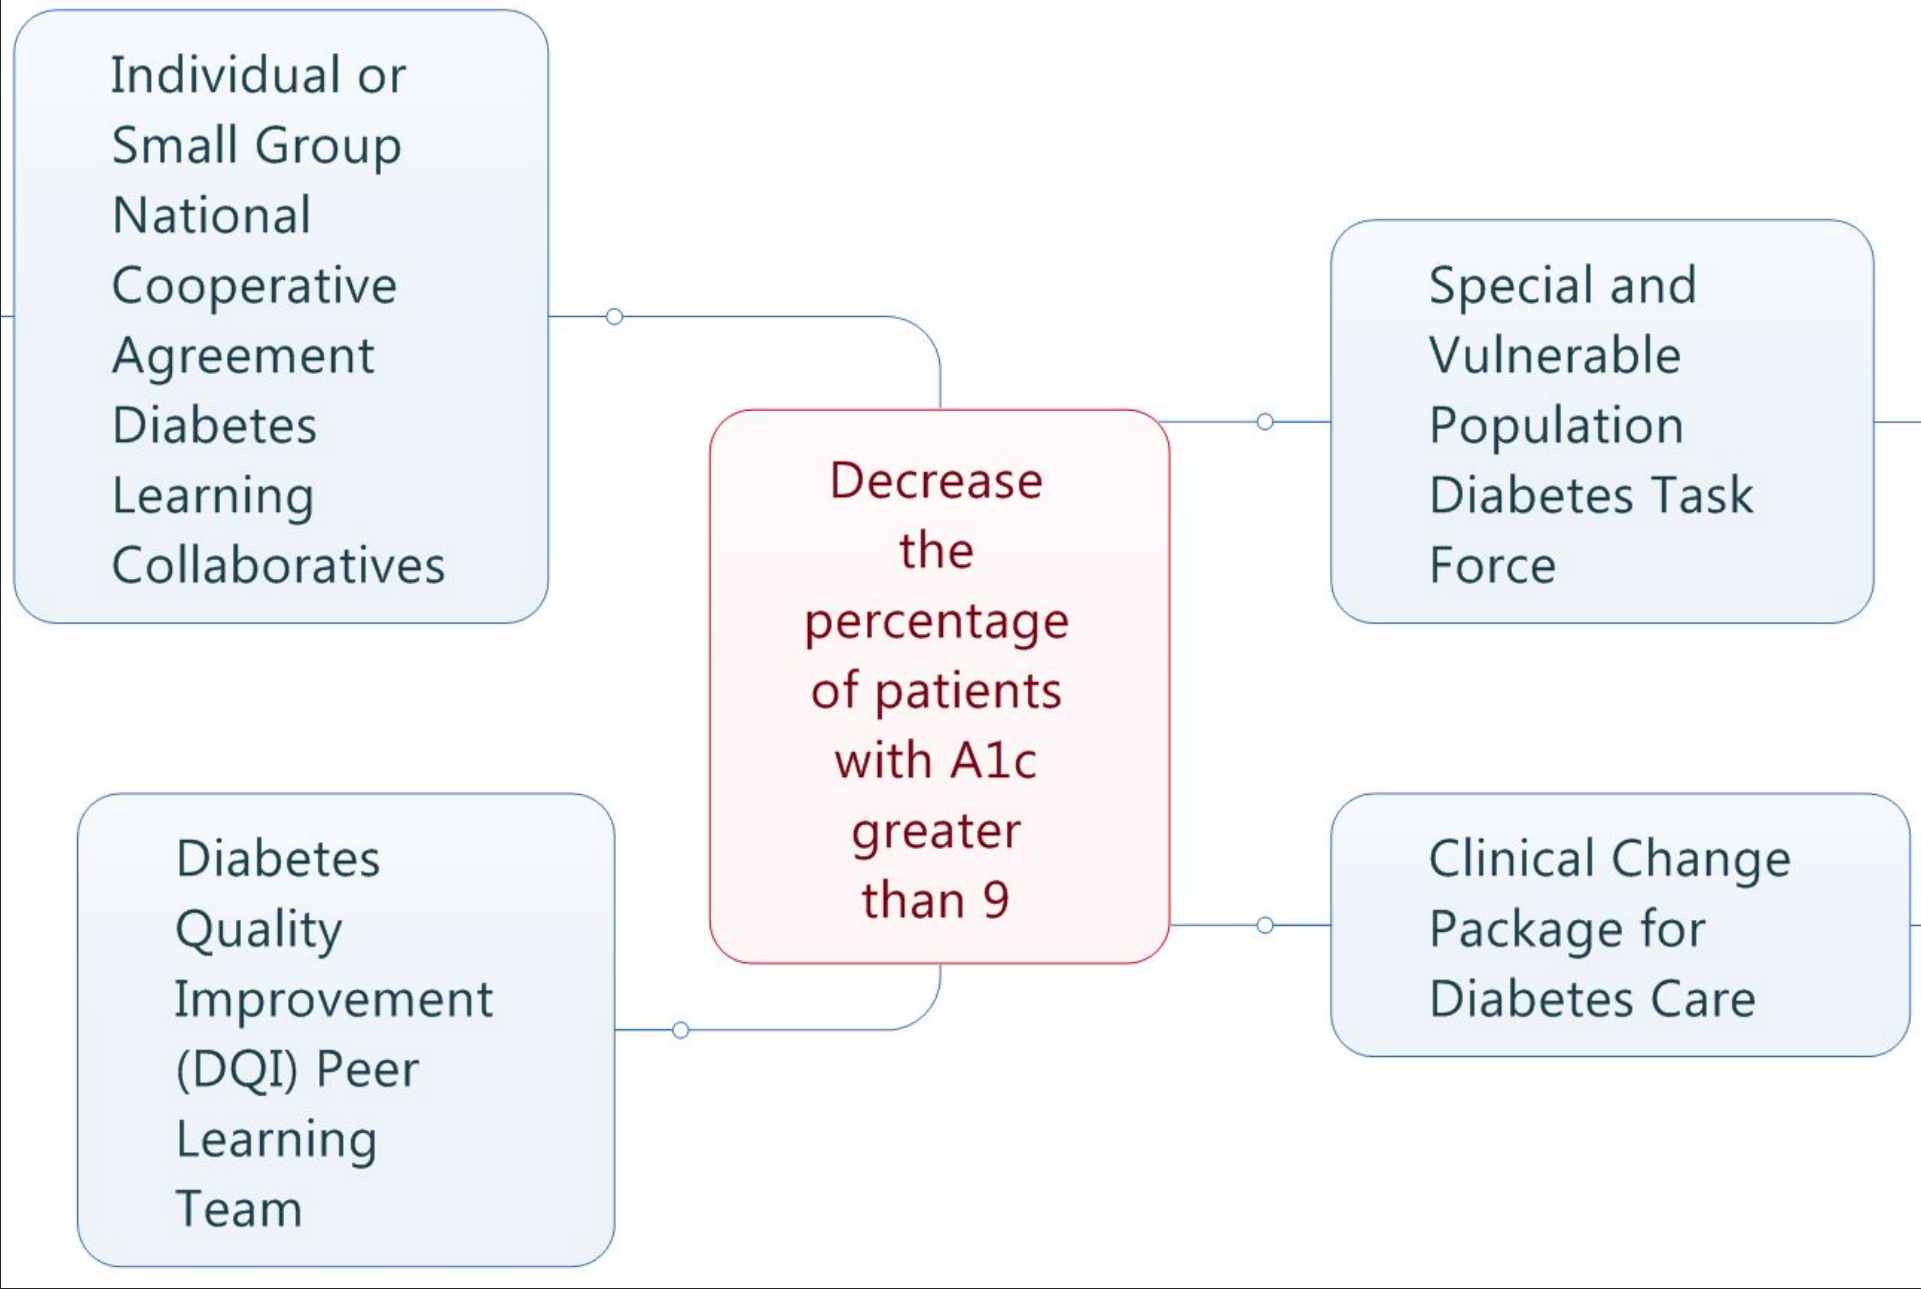 Individual or
Small Group
National
Cooperative
Agreement
Diabetes
Learning
Collaboratives
Special and
Vulnerable
Population
Diabetes Task
Force
Decrease
the
percentage
of patients
with A1c
greater
than 9
Diabetes
Quality
Improvement
(DQI) Peer
Learning
Team
Clinical Change
Package for
Diabetes Care